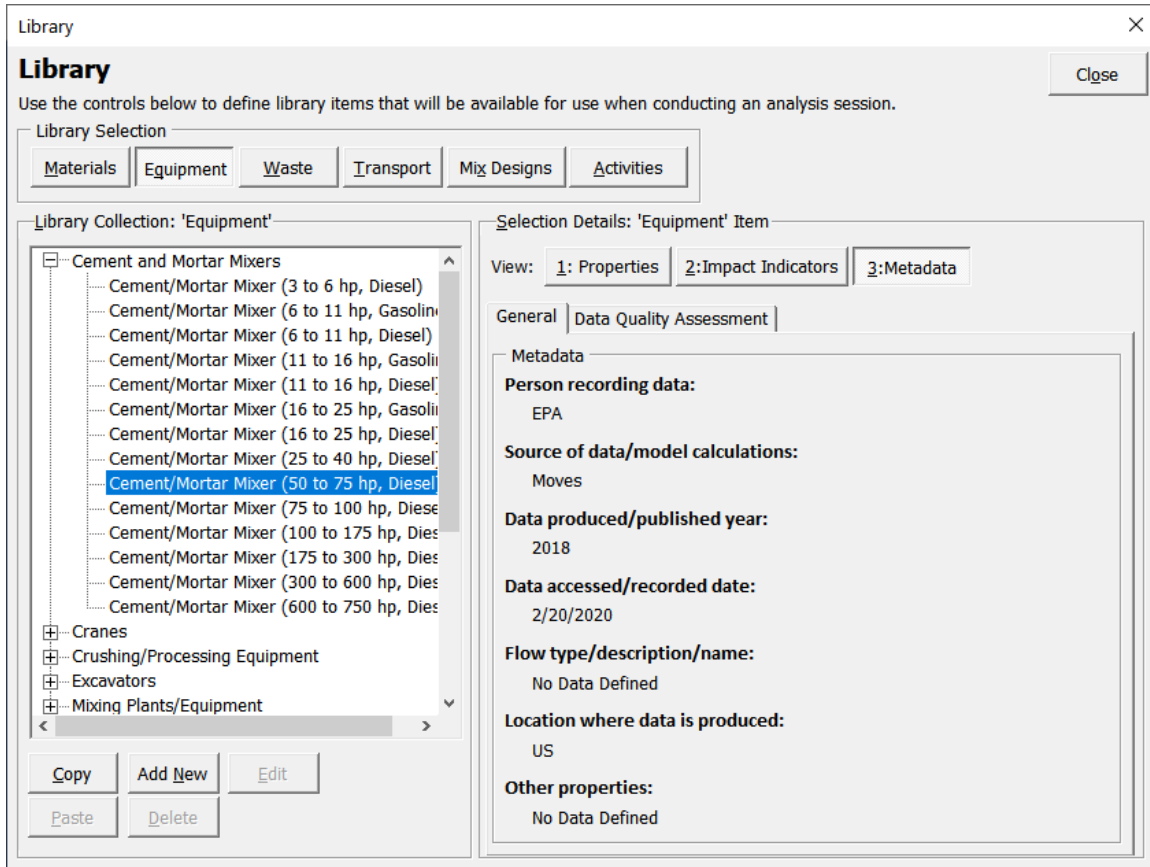 Library
Library
Close
Use the controls below to define library items that will be available for use when conducting an analysis session.
Library Selection
Materials Equipment Waste Transport Mix Designs Activities
Library Collection: 'Equipment'
Cement and Mortar Mixers
Cement/Mortar Mixer (3 to 6 hp, Diesel)
Cement/Mortar Mixer (6 to 11 hp, Gasolin
Cement/Mortar Mixer (6 to 11 hp, Diesel)
Cement/Mortar Mixer (11 to 16 hp, Gasoli
Cement/Mortar Mixer (11 to 16 hp, Diesel)
Cement/Mortar Mixer (16 to 25 hp, Gasoli
Cement/Mortar Mixer (16 to 25 hp, Diesel)
Cement/Mortar Mixer (25 to 40 hp, Diesel)
Cement/Mortar Mixer (50 to 75 hp, Diesel)
Cement/Mortar Mixer (75 to 100 hp, Diese
Cement/Mortar Mixer (100 to 175 hp, Dies
Cement/Mortar Mixer (175 to 300 hp, Dies
Cement/Mortar Mixer (300 to 600 hp, Dies
Cement/Mortar Mixer (600 to 750 hp, Dies
Cranes
Crushing/Processing Equipment
Excavators
Mixing Plants/Equipment
Copy Add New Edit
Paste Delete
Selection Details: 'Equipment' Item
View: 1: Properties 2:Impact Indicators 3:Metadata
General Data Quality Assessment
Metadata
Person recording data:
EPA
Source of data/model calculations:
Moves
Data produced/published year:
2018
Data accessed/recorded date:
2/20/2020
Flow type/description/name:
No Data Defined
Location where data is produced:
US
Other properties:
No Data Defined